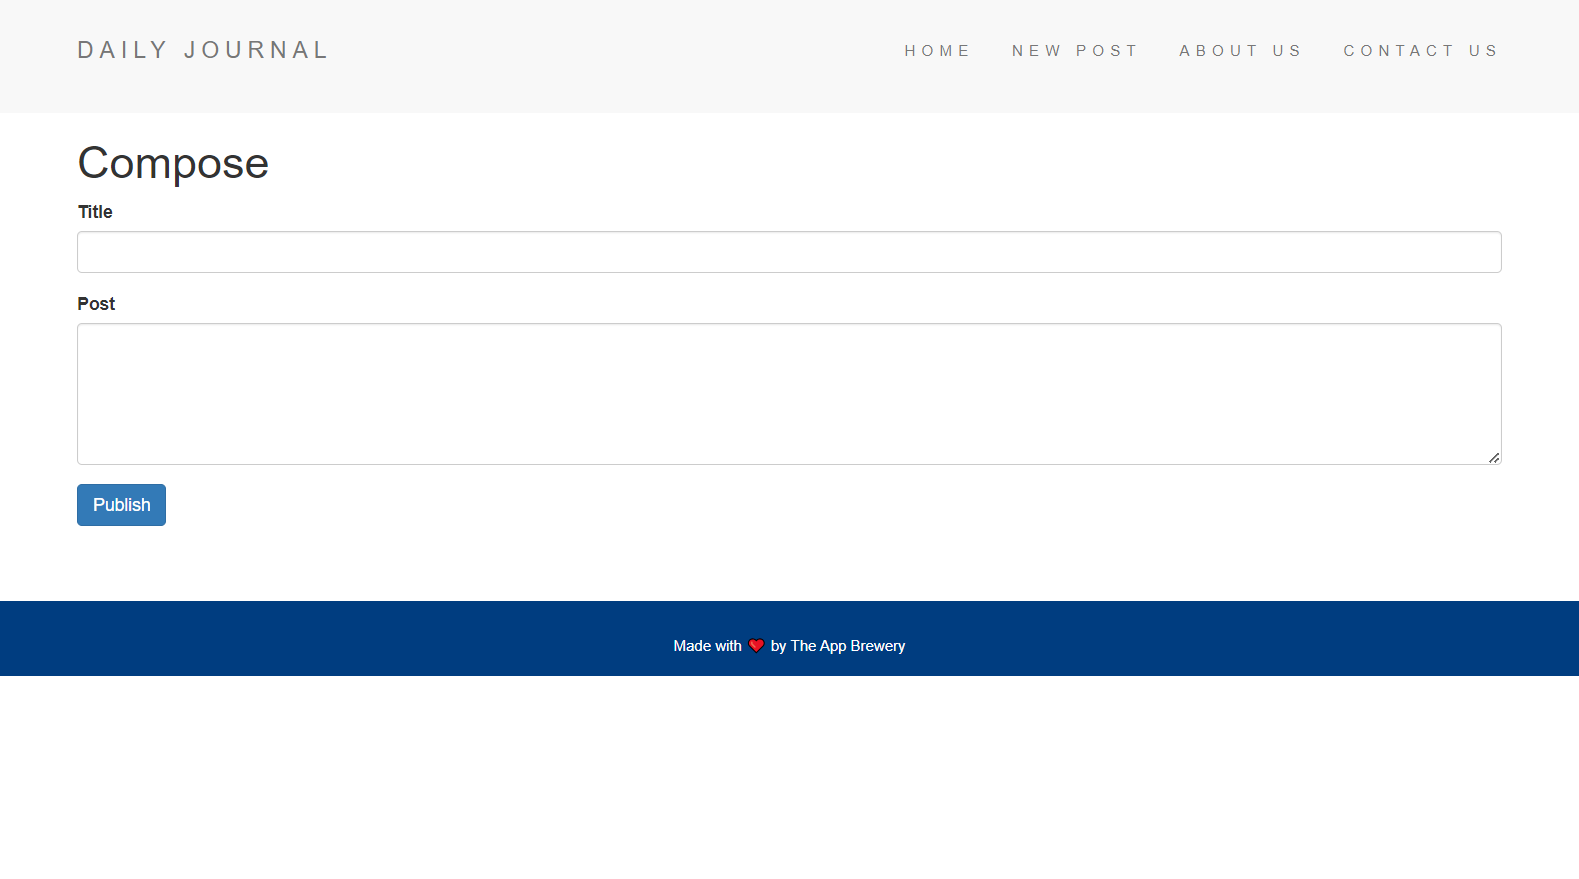 DAILY JOURNAL
HOME NEW POST ABOUT US CONTACT US
Compose
Title
Post
Publish
Made with ❤ by The App Brewery